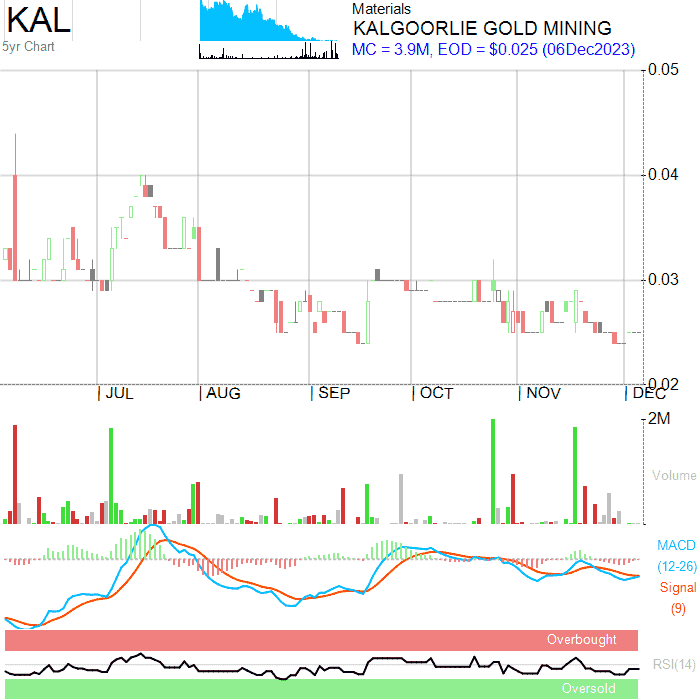 KAL
5yr Chart
Materials
KALGOORLIE GOLD MINING
MC = 3.9M, EOD = $0.025 (06Dec2023)
0.05
0.04
0.03
0.02
JUL
AUG
SEP
OCT
NOV
DEC
2M
Volume
MACD
(12-26)
Signal
(9)
Overbought
RSI(14)
Oversold